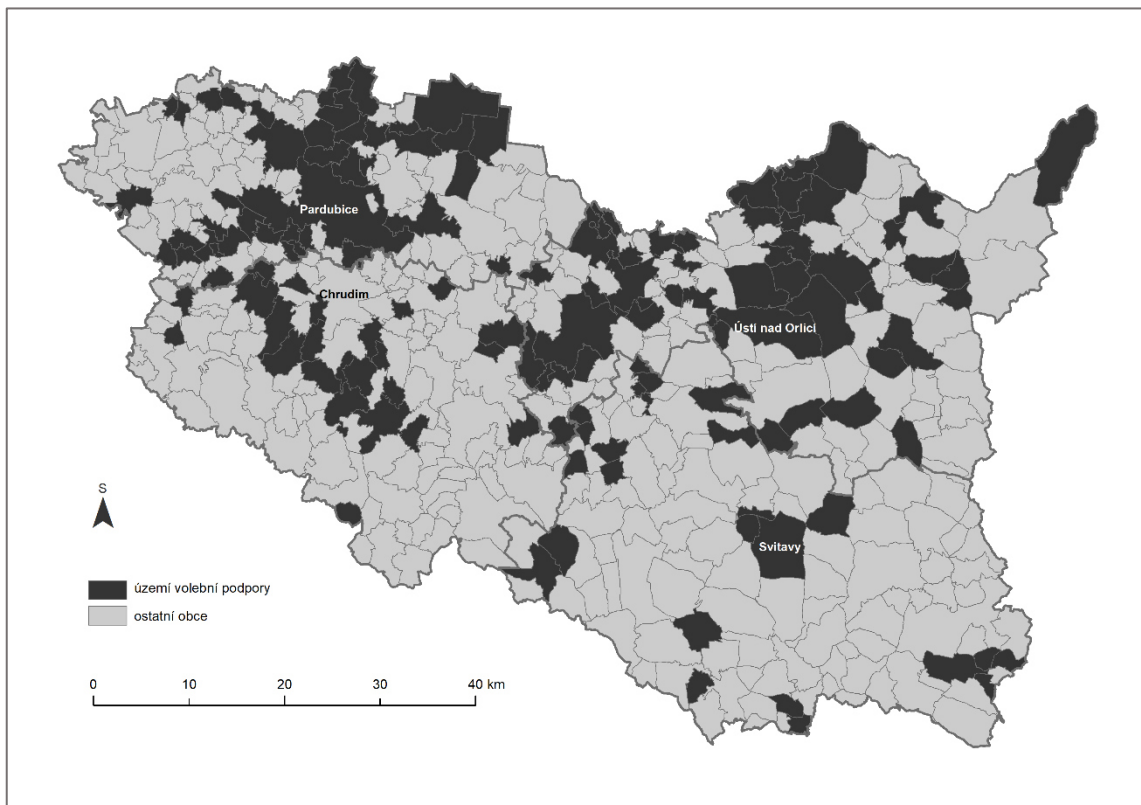 Pardubice
Chrudim
Ústí nad Orlicí
Svitavy
S
území volební podpory
ostatní obce
0 10 20 30 40 km